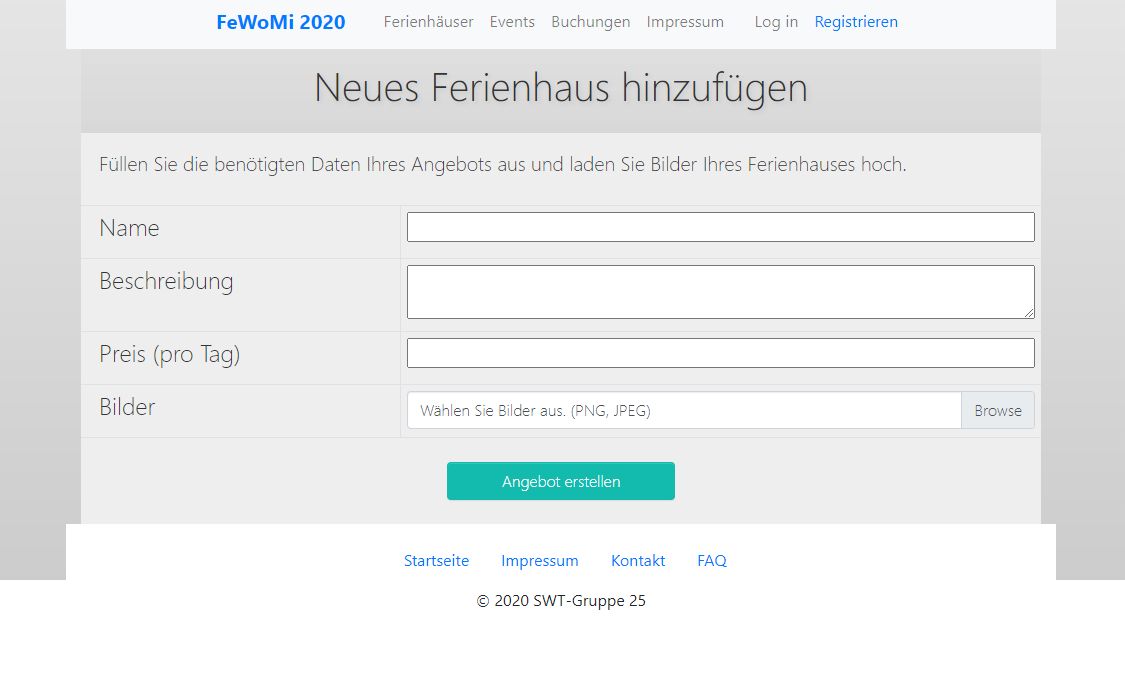 FeWoMi 2020 Ferienhäuser Events Buchungen Impressum Log in Registrieren
Neues Ferienhaus hinzufügen
Füllen Sie die benötigten Daten Ihres Angebots aus und laden Sie Bilder Ihres Ferienhauses hoch.
Name
Beschreibung
Preis (pro Tag)
Bilder Wählen Sie Bilder aus. (PNG, JPEG) Browse
Angebot erstellen
Startseite Impressum Kontakt FAQ
© 2020 SWT-Gruppe 25